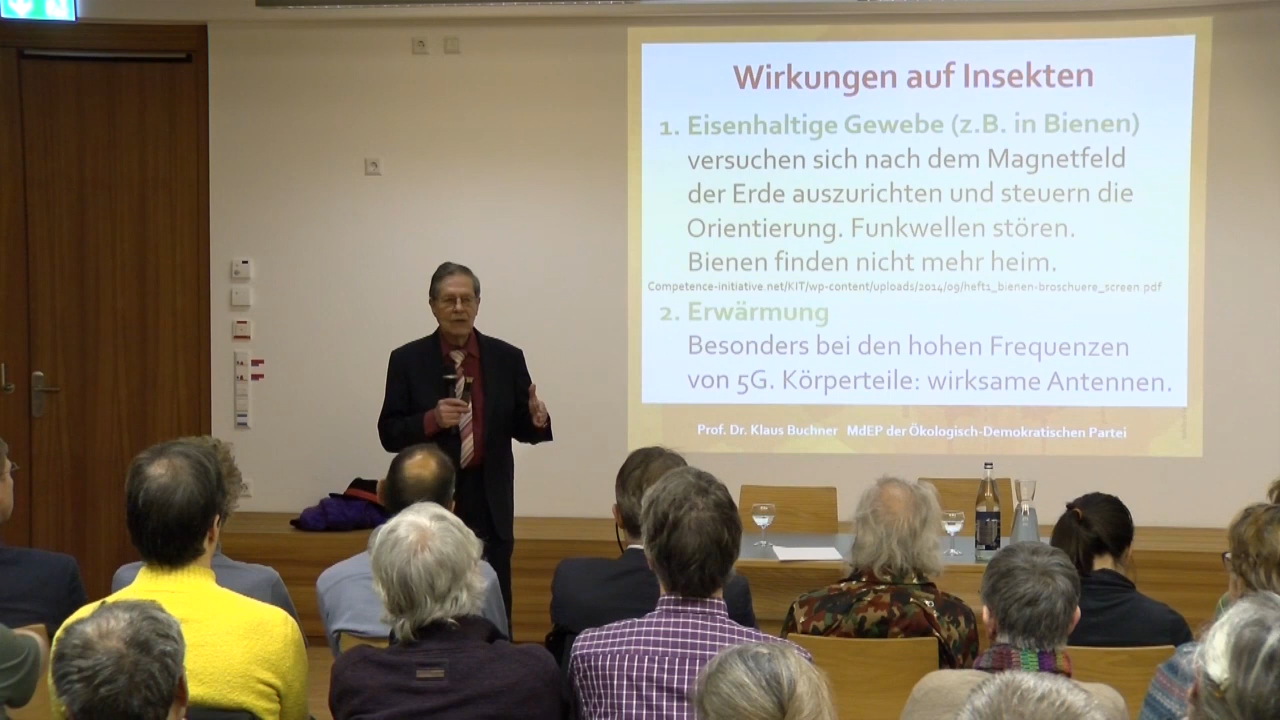 Wirkungen auf Insekten
1. Eisenhaltige Gewebe (z.B. in Bienen)
versuchen sich nach dem Magnetfeld
der Erde auszurichten und steuern die
Orientierung. Funkwellen stören.
Bienen finden nicht mehr heim.
Competence-initiative.net/KIT/wp-content/uploads/2014/09/heft1_bienen-broschuere_screen.pdf
2. Erwärmung
Besonders bei den hohen Frequenzen
von 5G. Körperteile: wirksame Antennen.
Prof. Dr. Klaus Buchner MdEP der Ökologisch-Demokratischen Partei